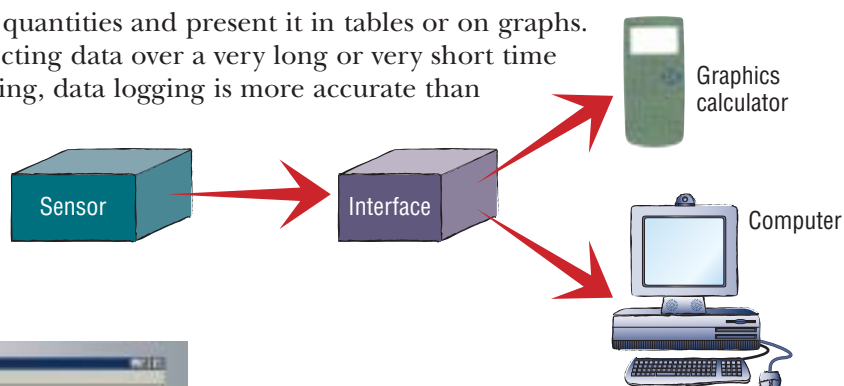 quantities and present it in tables or on graphs.
cting data over a very long or very short time
ing, data logging is more accurate than
Graphics
calculator
Sensor
Interface
Computer